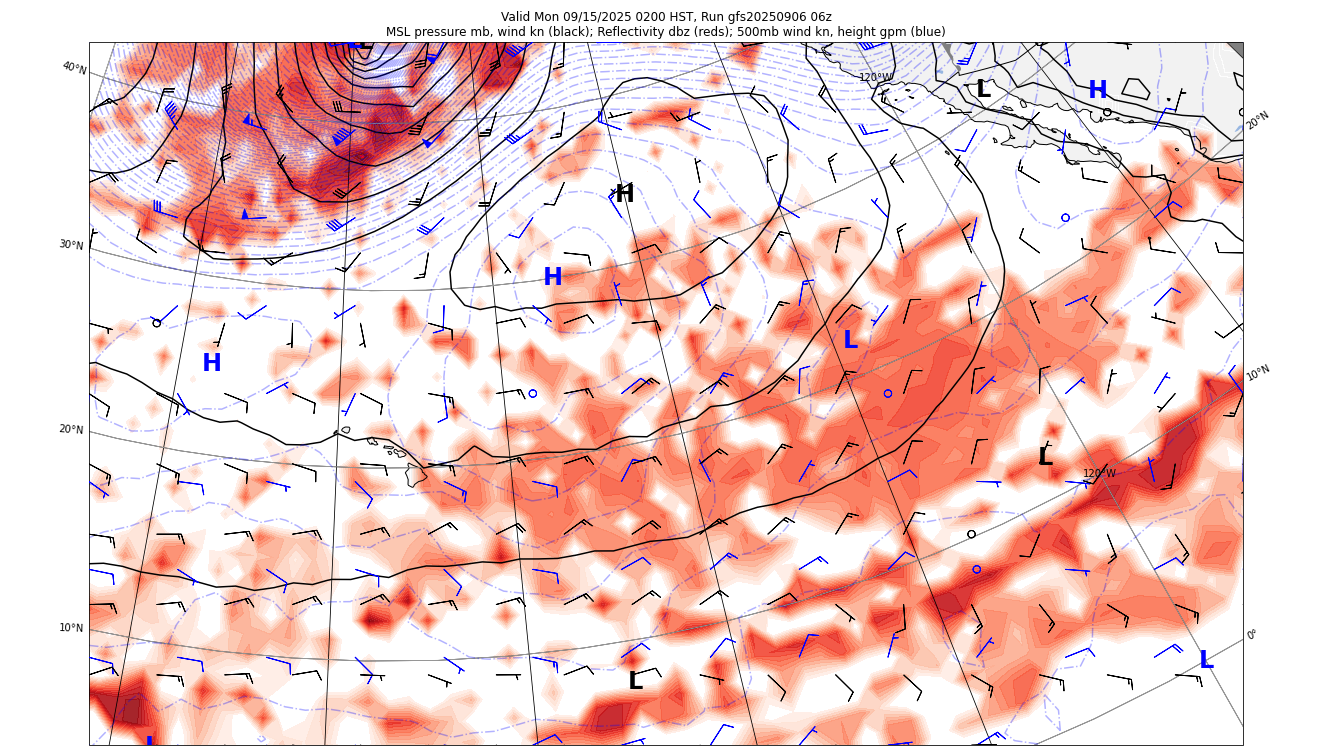 Valid Mon 09/15/2025 0200 HST, Run gfs20250906 06z
MSL pressure mb, wind kn (black); Reflectivity dbz (reds); 500mb wind kn, height gpm (blue)
L
40°N
120°W
L
H
20°N
H
30°N
H
L
H
10°N
20°N
L
120°W
10°N
0°
L
L
L